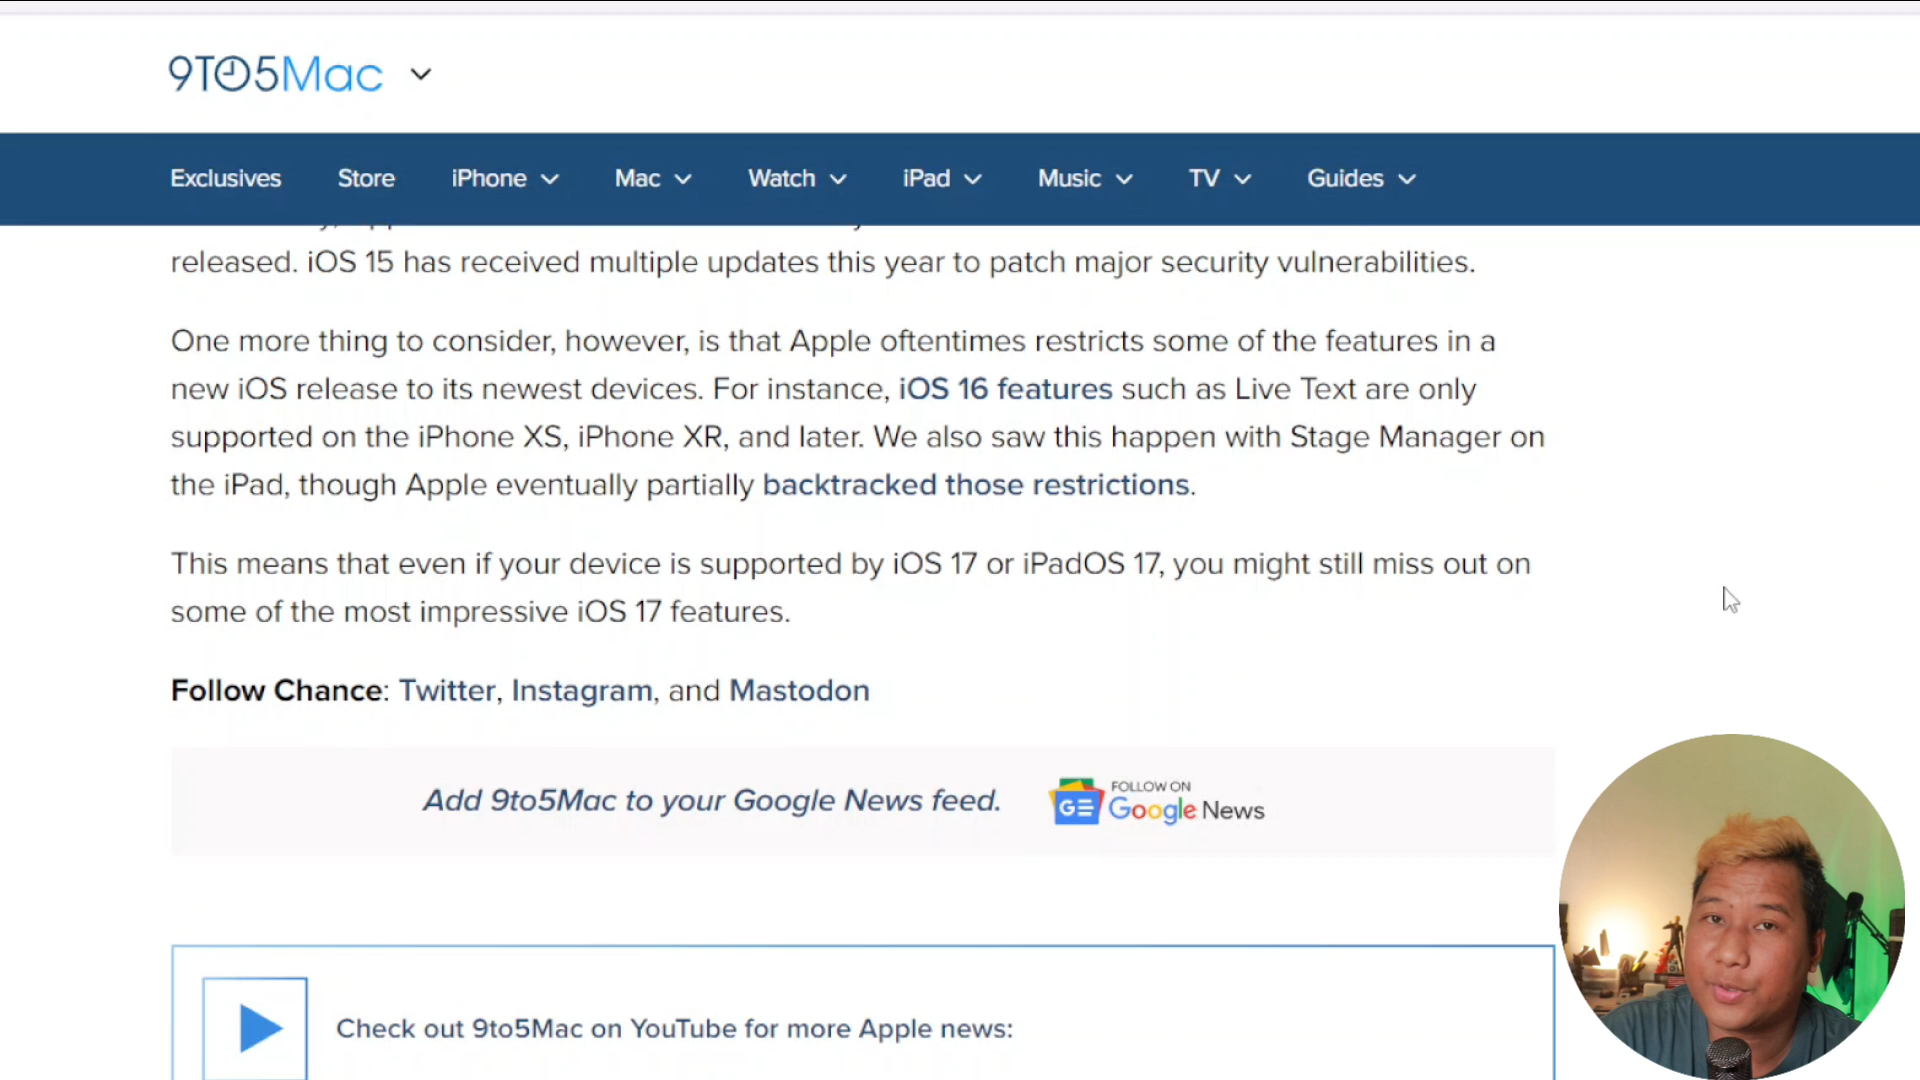 9TO5Mac
Exclusives Store iPhone Mac Watch iPad Music TV Guides
released. iOS 15 has received multiple updates this year to patch major security vulnerabilities.
One more thing to consider, however, is that Apple oftentimes restricts some of the features in a
new iOS release to its newest devices. For instance, iOS 16 features such as Live Text are only
supported on the iPhone XS, iPhone XR, and later. We also saw this happen with Stage Manager on
the iPad, though Apple eventually partially backtracked those restrictions.
This means that even if your device is supported by iOS 17 or iPadOS 17, you might still miss out on
some of the most impressive iOS 17 features.
Follow Chance: Twitter, Instagram, and Mastodon
Add 9to5Mac to your Google News feed.
GE
FOLLOW ON
Google News
Check out 9to5Mac on YouTube for more Apple news: